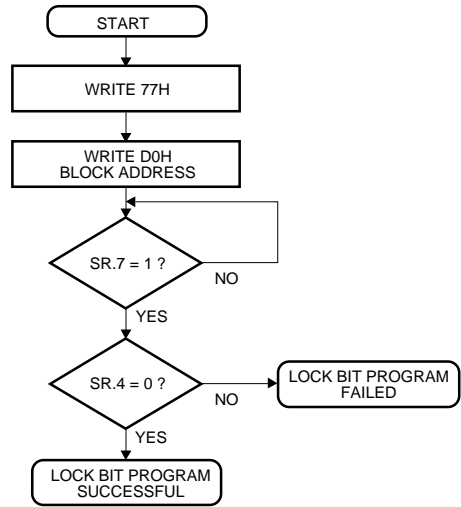 START
WRITE 77H
WRITE D0H
BLOCK ADDRESS
SR.7 = 1 ?
NO
YES
SR.4 = 0 ?
NO
LOCK BIT PROGRAM
FAILED
YES
LOCK BIT PROGRAM
SUCCESSFUL